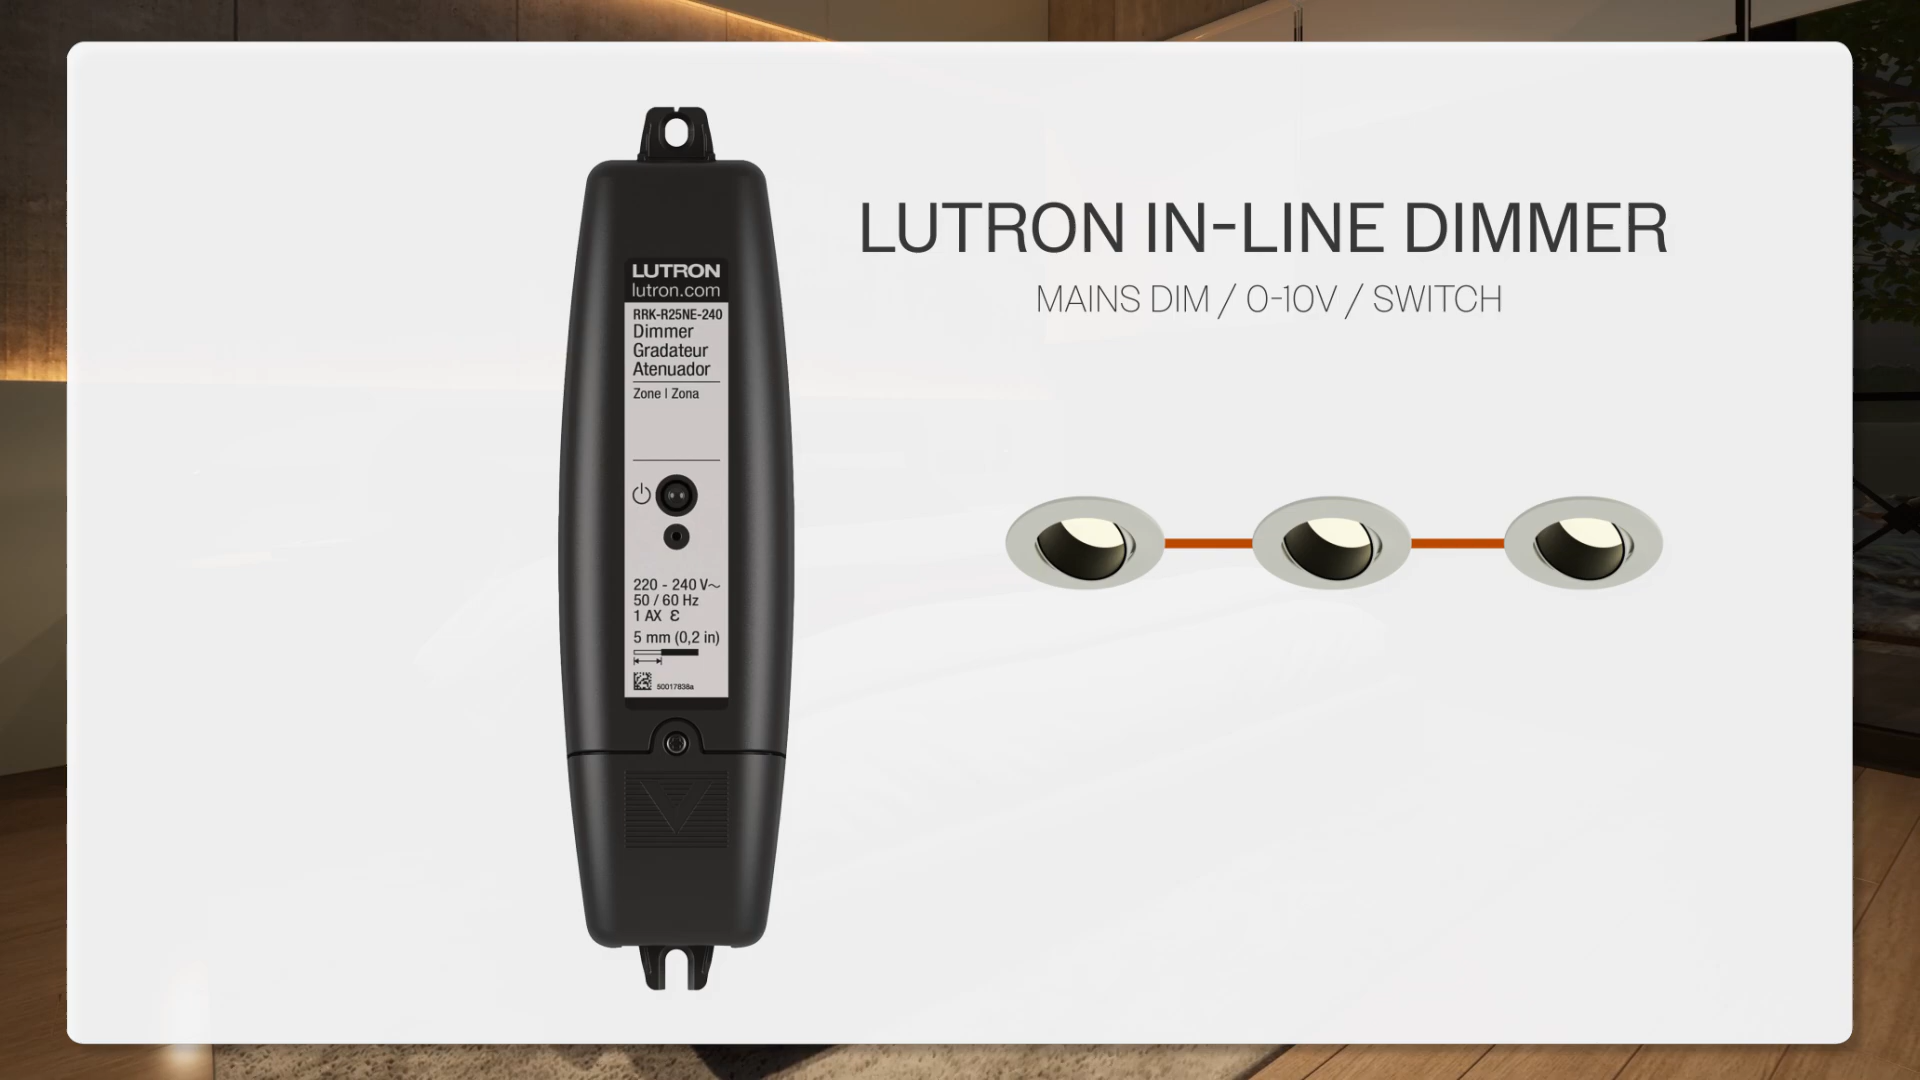 LUTRON
lutron.com
RRK-R25NE-240
Dimmer
Gradateur
Atenuador
Zone | Zona
220 - 240 V~
50 / 60 Hz
1 AX ε
5 mm (0,2 in)
50017838a
LUTRON IN-LINE DIMMER
MAINS DIM / 0-10V / SWITCH